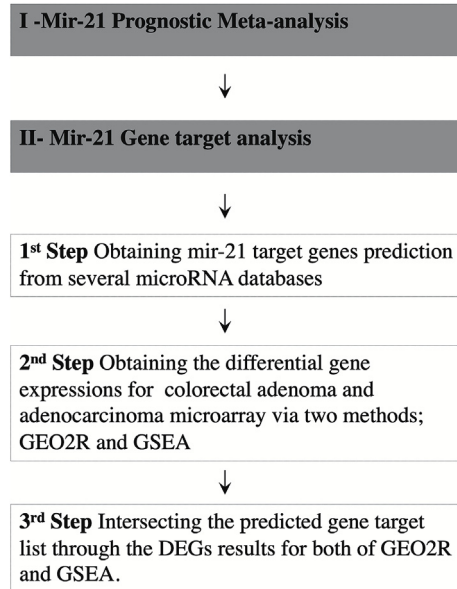 I -Mir-21 Prognostic Meta-analysis
II- Mir-21 Gene target analysis
1st Step Obtaining mir-21 target genes prediction
from several microRNA databases
2nd Step Obtaining the differential gene
expressions for colorectal adenoma and
adenocarcinoma microarray via two methods;
GEO2R and GSEA
3rd Step Intersecting the predicted gene target
list through the DEGs results for both of GEO2R
and GSEA.